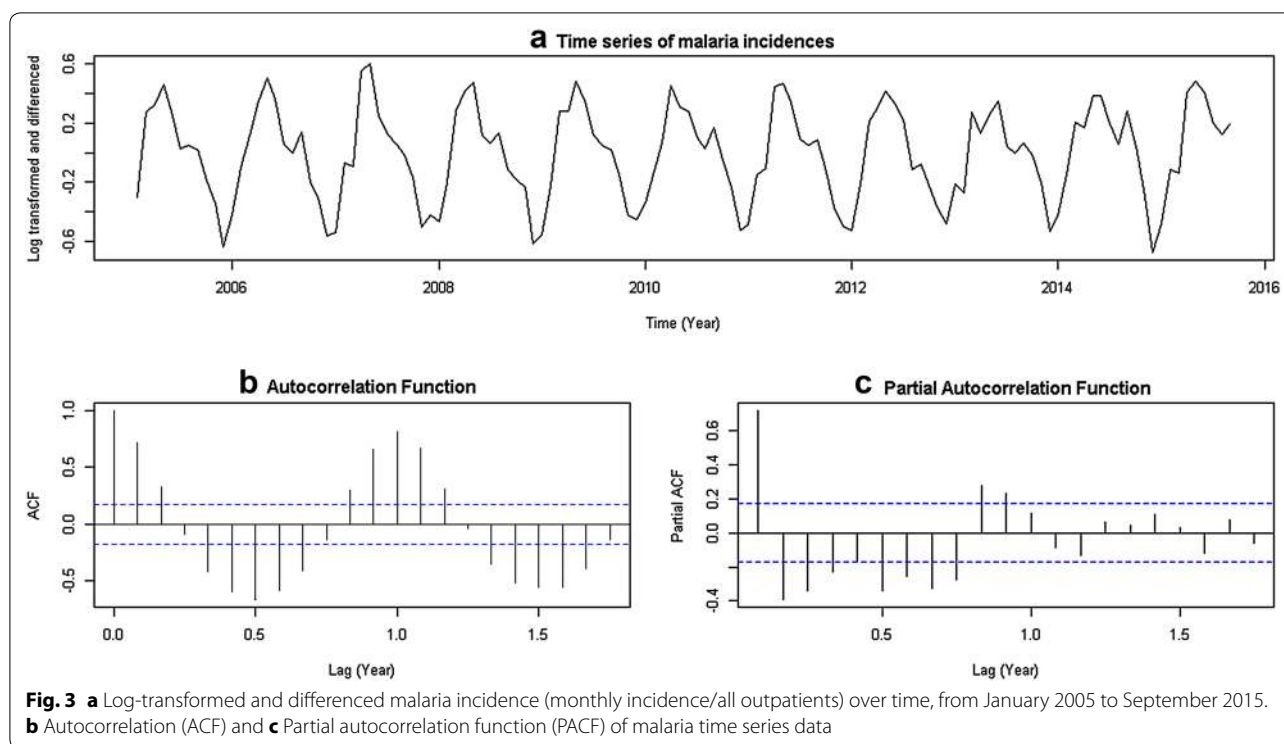 a Time series of malaria incidences
Log transformed and differenced
0.6
0.2
-0.2
-0.6
2006 2008 2010 2012 2014 2016
Time (Year)
b Autocorrelation Function
ACF
1.0
0.5
0.0
-0.5
0.0 0.5 1.0 1.5
Lag (Year)
c Partial Autocorrelation Function
Partial ACF
0.6
0.4
0.2
0.0
-0.4
0.5 1.0 1.5
Lag (Year)
Fig. 3 a Log-transformed and differenced malaria incidence (monthly incidence/all outpatients) over time, from January 2005 to September 2015.
b Autocorrelation (ACF) and c Partial autocorrelation function (PACF) of malaria time series data